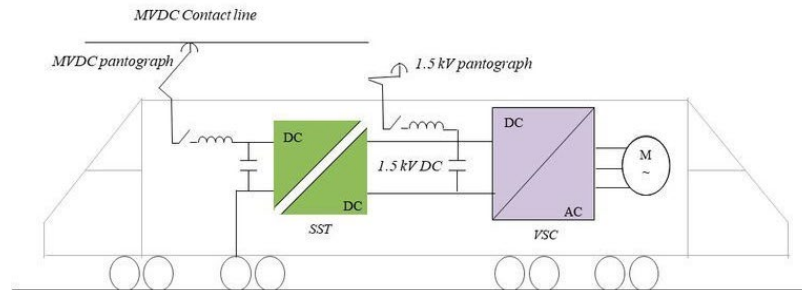 MVDC Contact line
MVDC pantograph
1.5 kV pantograph
DC
DC
1.5 kV DC
M
~
DC
AC
SST
VSC